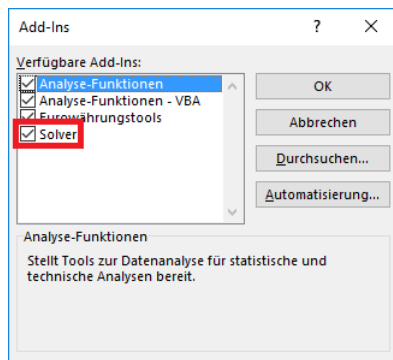 Add-Ins
?
Verfügbare Add-Ins:
Analyse-Funktionen
Analyse-Funktionen - VBA
Eurowährungstools
Solver
OK
Abbrechen
Durchsuchen...
Automatisierung...
Analyse-Funktionen
Stellt Tools zur Datenanalyse für statistische und
technische Analysen bereit.